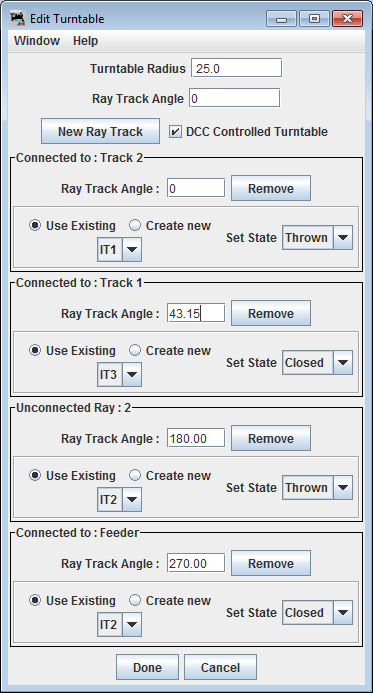 Edit Turntable
Window Help
Turntable Radius 25.0
Ray Track Angle 0
New Ray Track DCC Controlled Turntable
Connected to : Track 2
Ray Track Angle : 0 Remove
Use Existing Create new
IT1 Set State Thrown
Connected to : Track 1
Ray Track Angle : 43.15 Remove
Use Existing Create new
IT3 Set State Closed
Unconnected Ray : 2
Ray Track Angle : 180.00 Remove
Use Existing Create new
IT2 Set State Thrown
Connected to : Feeder
Ray Track Angle : 270.00 Remove
Use Existing Create new
IT2 Set State Closed
Done Cancel